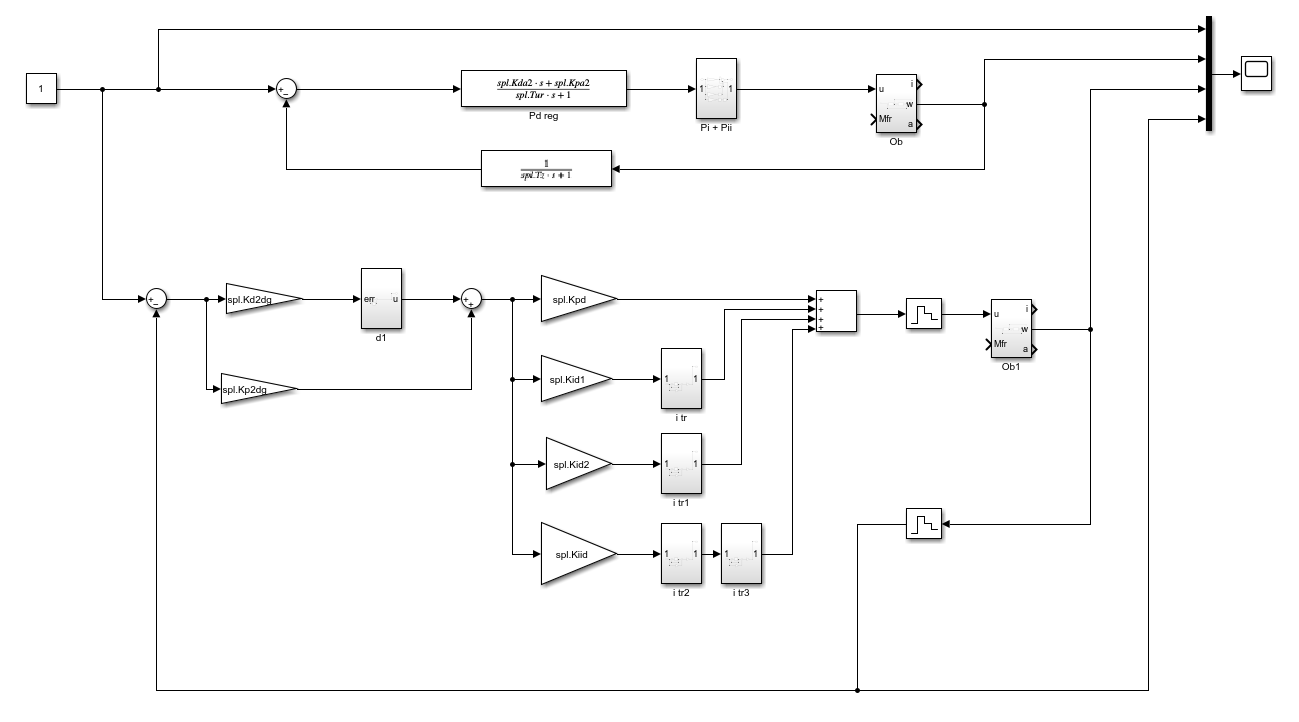 1
+
−
spl.Kda2 · s + spl.Kpa2
spl.Tur · s + 1
Pd reg
1 1
Pi + Pii
u
Mfr
i
w
a
Ob
1
spl.T2 · s + 1
+
−
spl.Kd2dg
err u
d1
+
+
spl.Kp2dg
spl.Kpd
+
+
+
+
u
Mfr
i
w
a
Ob1
spl.Kid1
1 1
i tr
spl.Kid2
1 1
i tr1
spl.Kiid
1 1
i tr2
1 1
i tr3